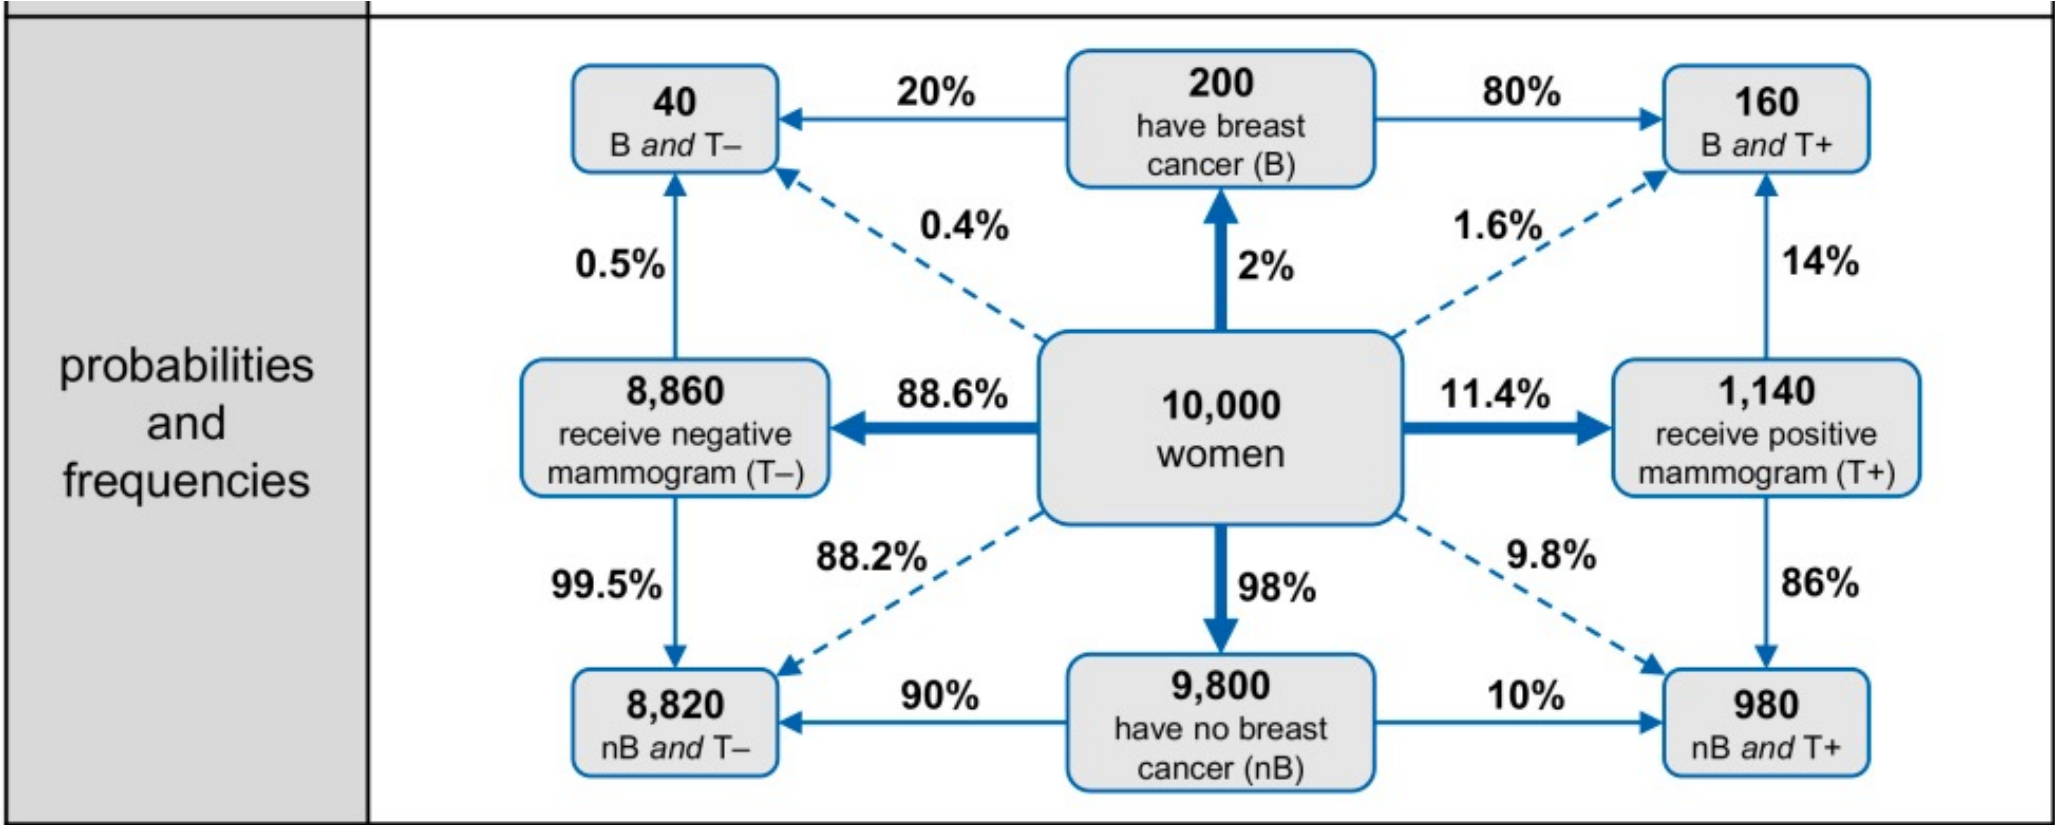 probabilities
and
frequencies
40
B and T–
20%
200
have breast
cancer (B)
80%
160
B and T+
0.5%
0.4%
2%
1.6%
14%
8,860
receive negative
mammogram (T–)
88.6%
10,000
women
11.4%
1,140
receive positive
mammogram (T+)
99.5%
88.2%
98%
9.8%
86%
8,820
nB and T–
90%
9,800
have no breast
cancer (nB)
10%
980
nB and T+